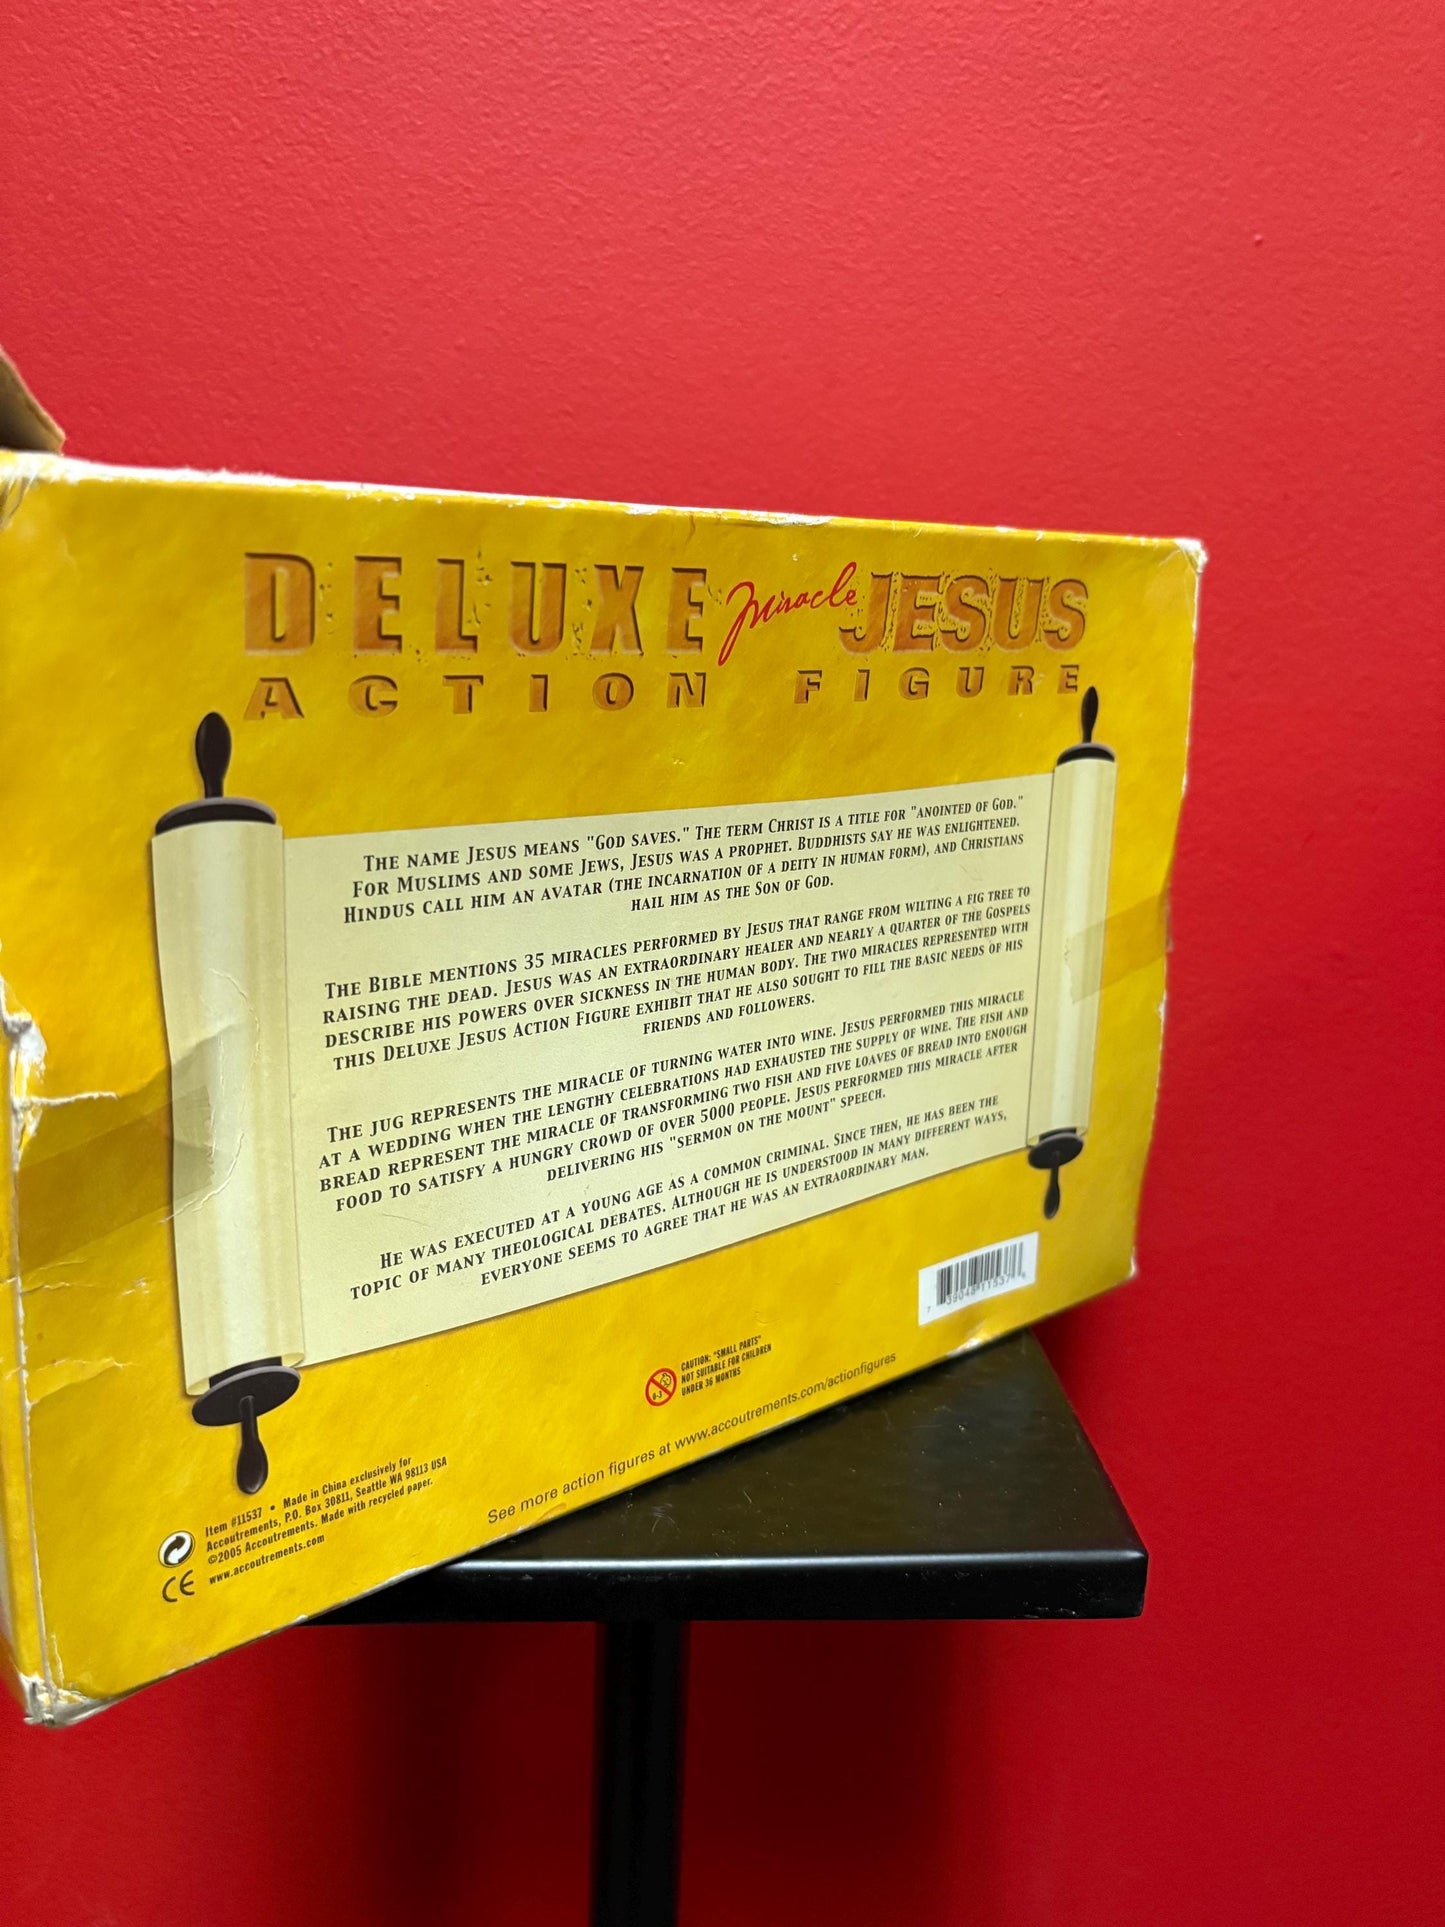 DELUXE Miracle JESUS
ACTION FIGURE
THE NAME JESUS MEANS "GOD SAVES." THE TERM CHRIST IS A TITLE FOR "ANOINTED OF GOD."
FOR MUSLIMS AND SOME JEWS, JESUS WAS A PROPHET. BUDDHISTS SAY HE WAS ENLIGHTENED.
HINDUS CALL HIM AN AVATAR (THE INCARNATION OF A DEITY IN HUMAN FORM), AND CHRISTIANS
HAIL HIM AS THE SON OF GOD.
THE BIBLE MENTIONS 35 MIRACLES PERFORMED BY JESUS THAT RANGE FROM WILTING A FIG TREE TO
RAISING THE DEAD. JESUS WAS AN EXTRAORDINARY HEALER AND NEARLY A QUARTER OF THE GOSPELS
DESCRIBE HIS POWERS OVER SICKNESS IN THE HUMAN BODY. THE TWO MIRACLES REPRESENTED WITH
THIS DELUXE JESUS ACTION FIGURE EXHIBIT THAT HE ALSO SOUGHT TO FILL THE BASIC NEEDS OF HIS
FRIENDS AND FOLLOWERS.
THE JUG REPRESENTS THE MIRACLE OF TURNING WATER INTO WINE. JESUS PERFORMED THIS MIRACLE
AT A WEDDING WHEN THE LENGTHY CELEBRATIONS HAD EXHAUSTED THE SUPPLY OF WINE. THE FISH AND
BREAD REPRESENT THE MIRACLE OF TRANSFORMING TWO FISH AND FIVE LOAVES OF BREAD INTO ENOUGH
FOOD TO SATISFY A HUNGRY CROWD OF OVER 5000 PEOPLE. JESUS PERFORMED THIS MIRACLE AFTER
DELIVERING HIS "SERMON ON THE MOUNT" SPEECH.
HE WAS EXECUTED AT A YOUNG AGE AS A COMMON CRIMINAL. SINCE THEN, HE HAS BEEN THE
TOPIC OF MANY THEOLOGICAL DEBATES. ALTHOUGH HE IS UNDERSTOOD IN MANY DIFFERENT WAYS,
EVERYONE SEEMS TO AGREE THAT HE WAS AN EXTRAORDINARY MAN.
7 39048 11537 6
0-3
CAUTION: "SMALL PARTS"
NOT SUITABLE FOR CHILDREN
UNDER 36 MONTHS
See more action figures at www.accoutrements.com/actionfigures
Item #11537 • Made in China exclusively for
Accoutrements, P.O. Box 30811, Seattle WA 98113 USA
©2005 Accoutrements. Made with recycled paper.
www.accoutrements.com
CE